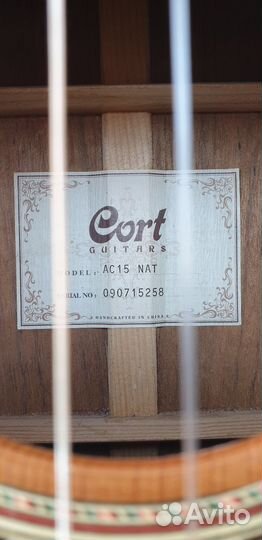 Cort
GUITARS
MODEL: AC15 NAT
SERIAL NO: 090715258
HANDCRAFTED IN CHINA
Avito